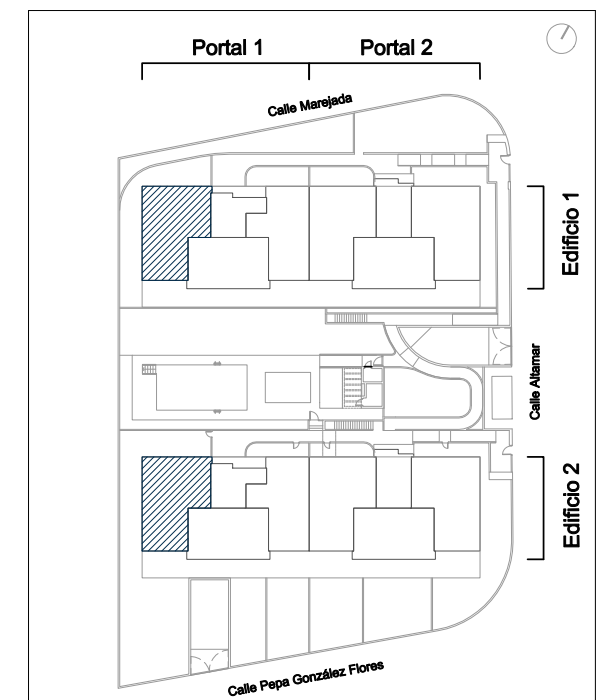 Portal 1
Portal 2
Calle Marejada
Edificio 1
Calle Altamar
Edificio 2
Calle Pepa González Flores